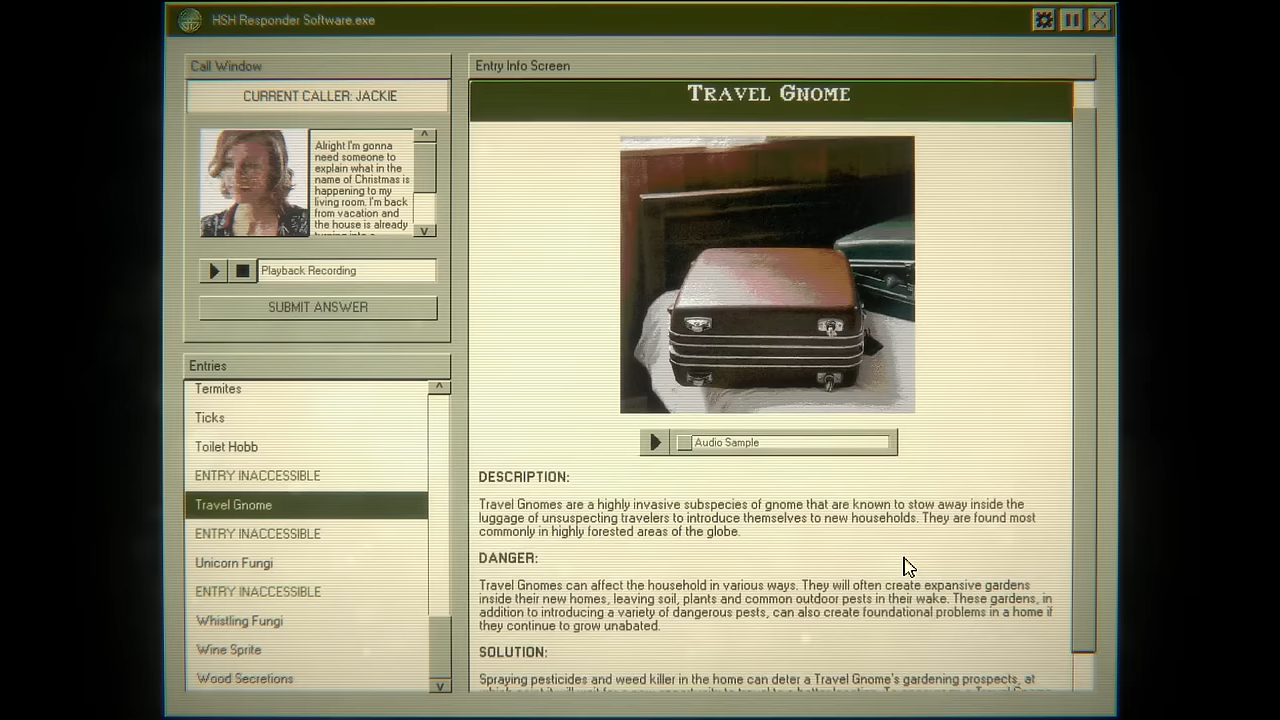 HSH Responder Software.exe
Call Window
CURRENT CALLER: JACKIE
Alright I'm gonna
need someone to
explain what in the
name of Christmas is
happening to my
living room. I'm back
from vacation and
the house is already
turning into a
Playback Recording
SUBMIT ANSWER
Entries
Termites
Ticks
Toilet Hobb
ENTRY INACCESSIBLE
Travel Gnome
ENTRY INACCESSIBLE
Unicorn Fungi
ENTRY INACCESSIBLE
Whistling Fungi
Wine Sprite
Wood Secretions
Entry Info Screen
TRAVEL GNOME
Audio Sample
DESCRIPTION:
Travel Gnomes are a highly invasive subspecies of gnome that are known to stow away inside the
luggage of unsuspecting travelers to introduce themselves to new households. They are found most
commonly in highly forested areas of the globe.
DANGER:
Travel Gnomes can affect the household in various ways. They will often create expansive gardens
inside their new homes, leaving soil, plants and common outdoor pests in their wake. These gardens, in
addition to introducing a variety of dangerous pests, can also create foundational problems in a home if
they continue to grow unabated.
SOLUTION:
Spraying pesticides and weed killer in the home can deter a Travel Gnome's gardening prospects, at